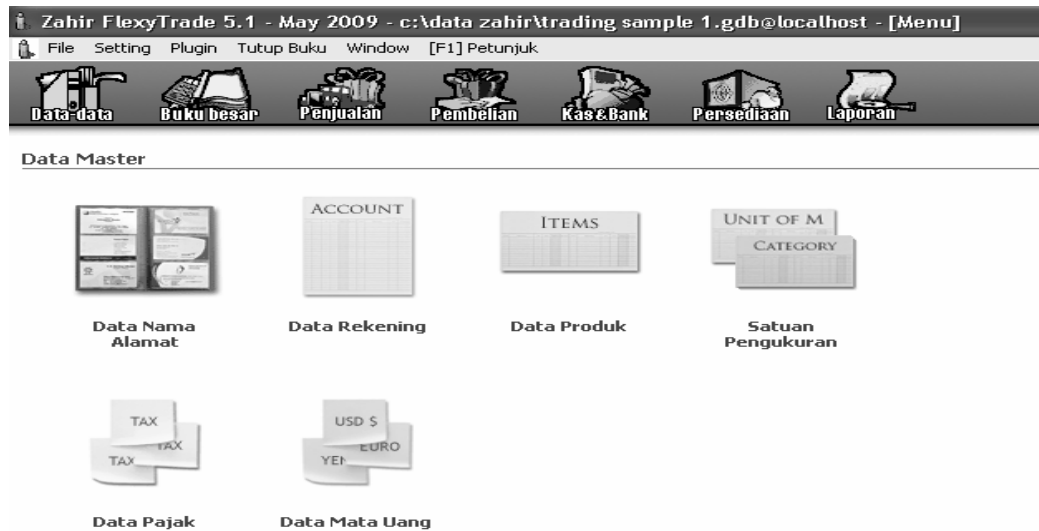 Zahir FlexyTrade 5.1 - May 2009 - c:\data zahir\trading sample 1.gdb@localhost - [Menu]
File Setting Plugin Tutup Buku Window [F1] Petunjuk
Data-data Buku besar Penjualan Pembelian Kas&Bank Persediaan Laporan
Data Master
ACCOUNT
ITEMS
UNIT OF M
CATEGORY
Data Nama
Alamat
Data Rekening
Data Produk
Satuan
Pengukuran
TAX
TAX
TAX
USD $
EURO
YEN
Data Pajak
Data Mata Uang